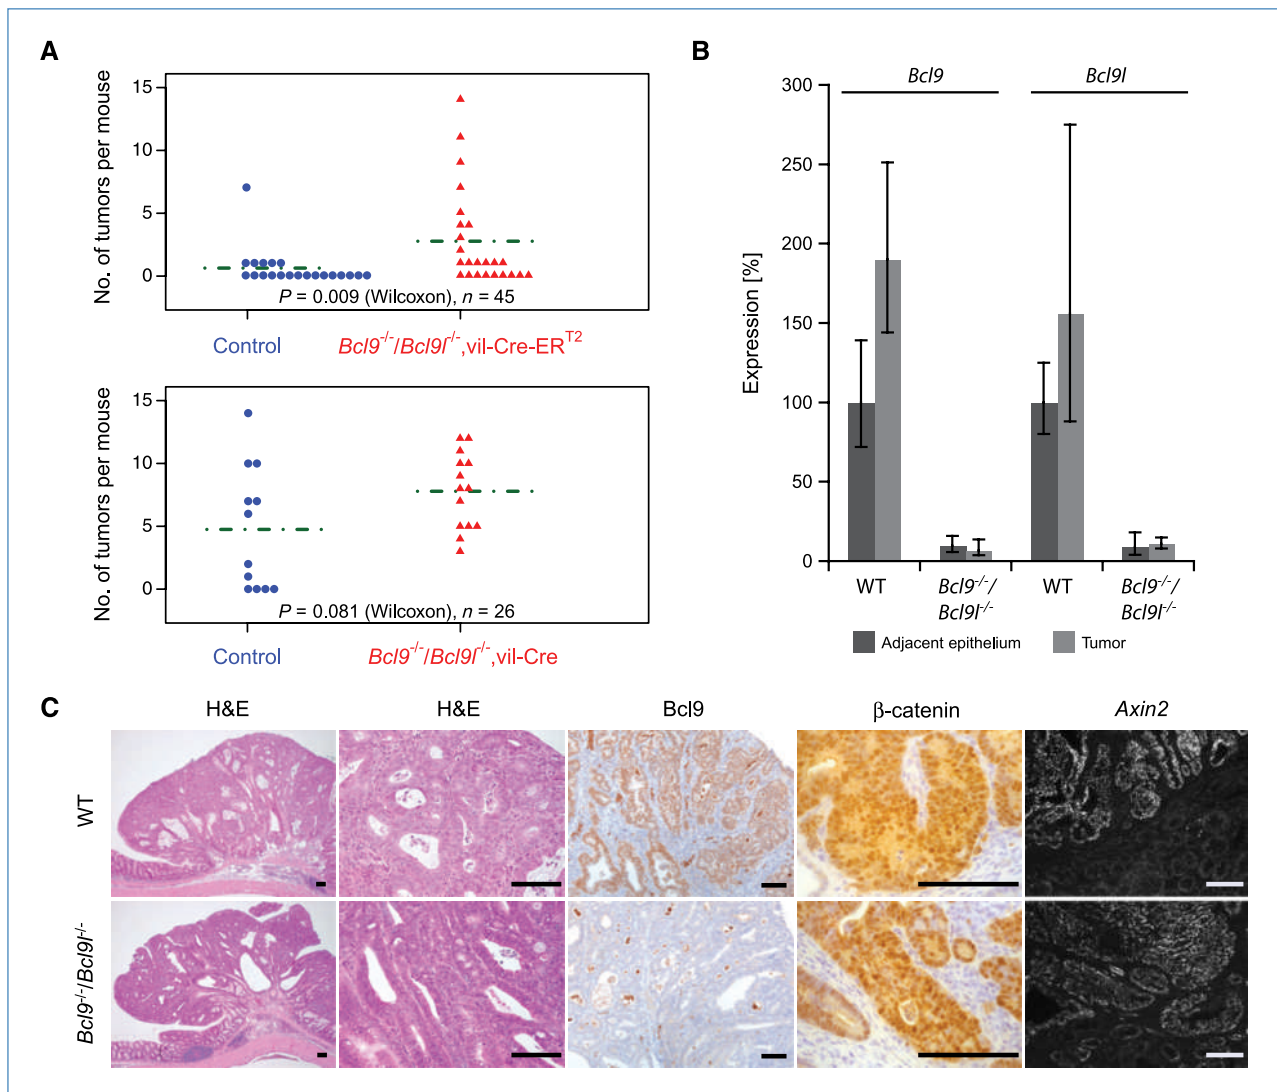 A
No. of tumors per mouse
15
10
5
0
P = 0.009 (Wilcoxon), n = 45
Control
Bcl9-/-/Bcl9l-/-,vil-Cre-ERT2
No. of tumors per mouse
15
10
5
0
P = 0.081 (Wilcoxon), n = 26
Control
Bcl9-/-/Bcl9l-/-,vil-Cre
B
Bcl9
Bcl9l
Expression [%]
300
250
200
150
100
50
0
WT
Bcl9-/-/
Bcl9l-/-
WT
Bcl9-/-/
Bcl9l-/-
Adjacent epithelium
Tumor
C
H&E
H&E
Bcl9
β-catenin
Axin2
WT
Bcl9-/-/Bcl9l-/-